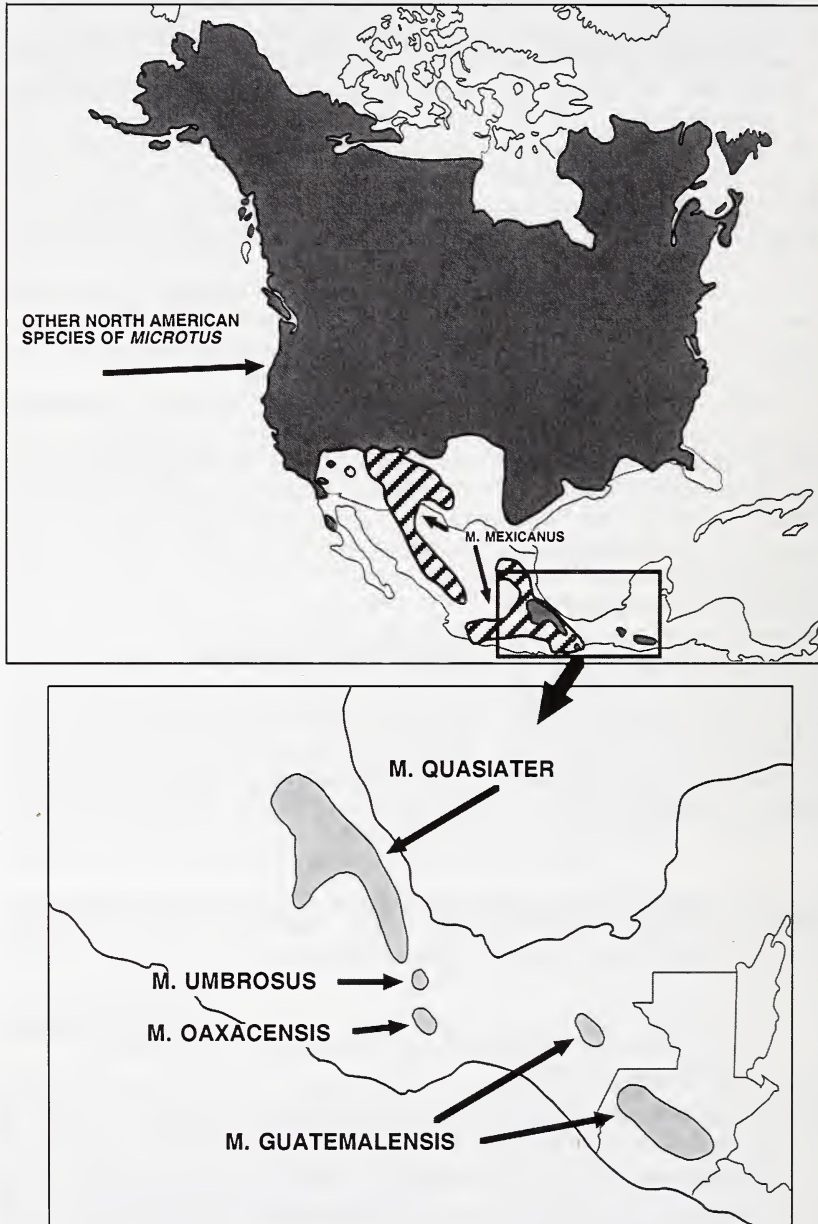 OTHER NORTH AMERICAN
SPECIES OF MICROTUS
M. MEXICANUS
M. QUASIATER
M. UMBROSUS
M. OAXACENSIS
M. GUATEMALENSIS